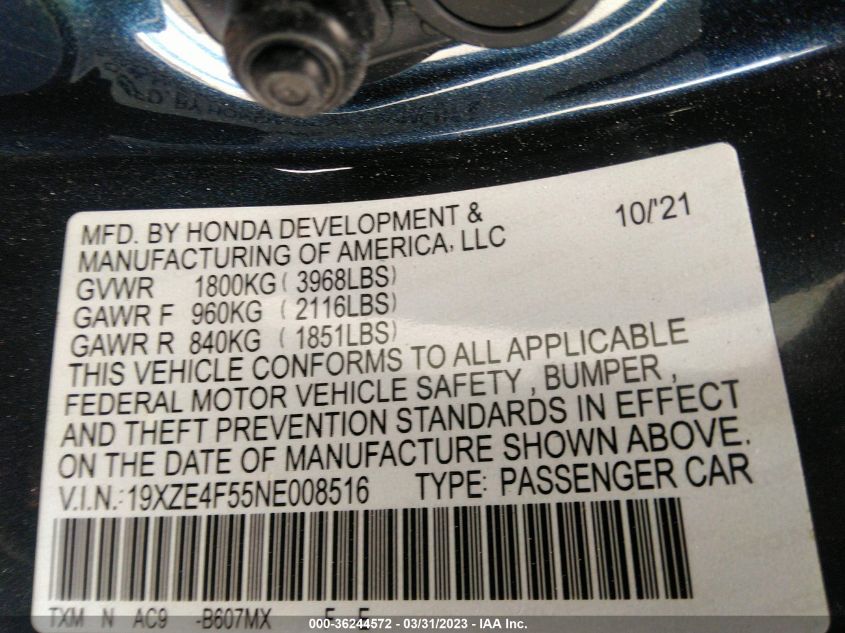 MFD. BY HONDA DEVELOPMENT & 10/'21
MANUFACTURING OF AMERICA, LLC
GVWR 1800KG ( 3968LBS)
GAWR F 960KG ( 2116LBS)
GAWR R 840KG ( 1851LBS)
THIS VEHICLE CONFORMS TO ALL APPLICABLE
FEDERAL MOTOR VEHICLE SAFETY , BUMPER ,
AND THEFT PREVENTION STANDARDS IN EFFECT
ON THE DATE OF MANUFACTURE SHOWN ABOVE.
V.I.N.: 19XZE4F55NE008516 TYPE: PASSENGER CAR
TXM N AC9 -B607MX
000-36244572 — 03/31/2023 — IAA Inc.